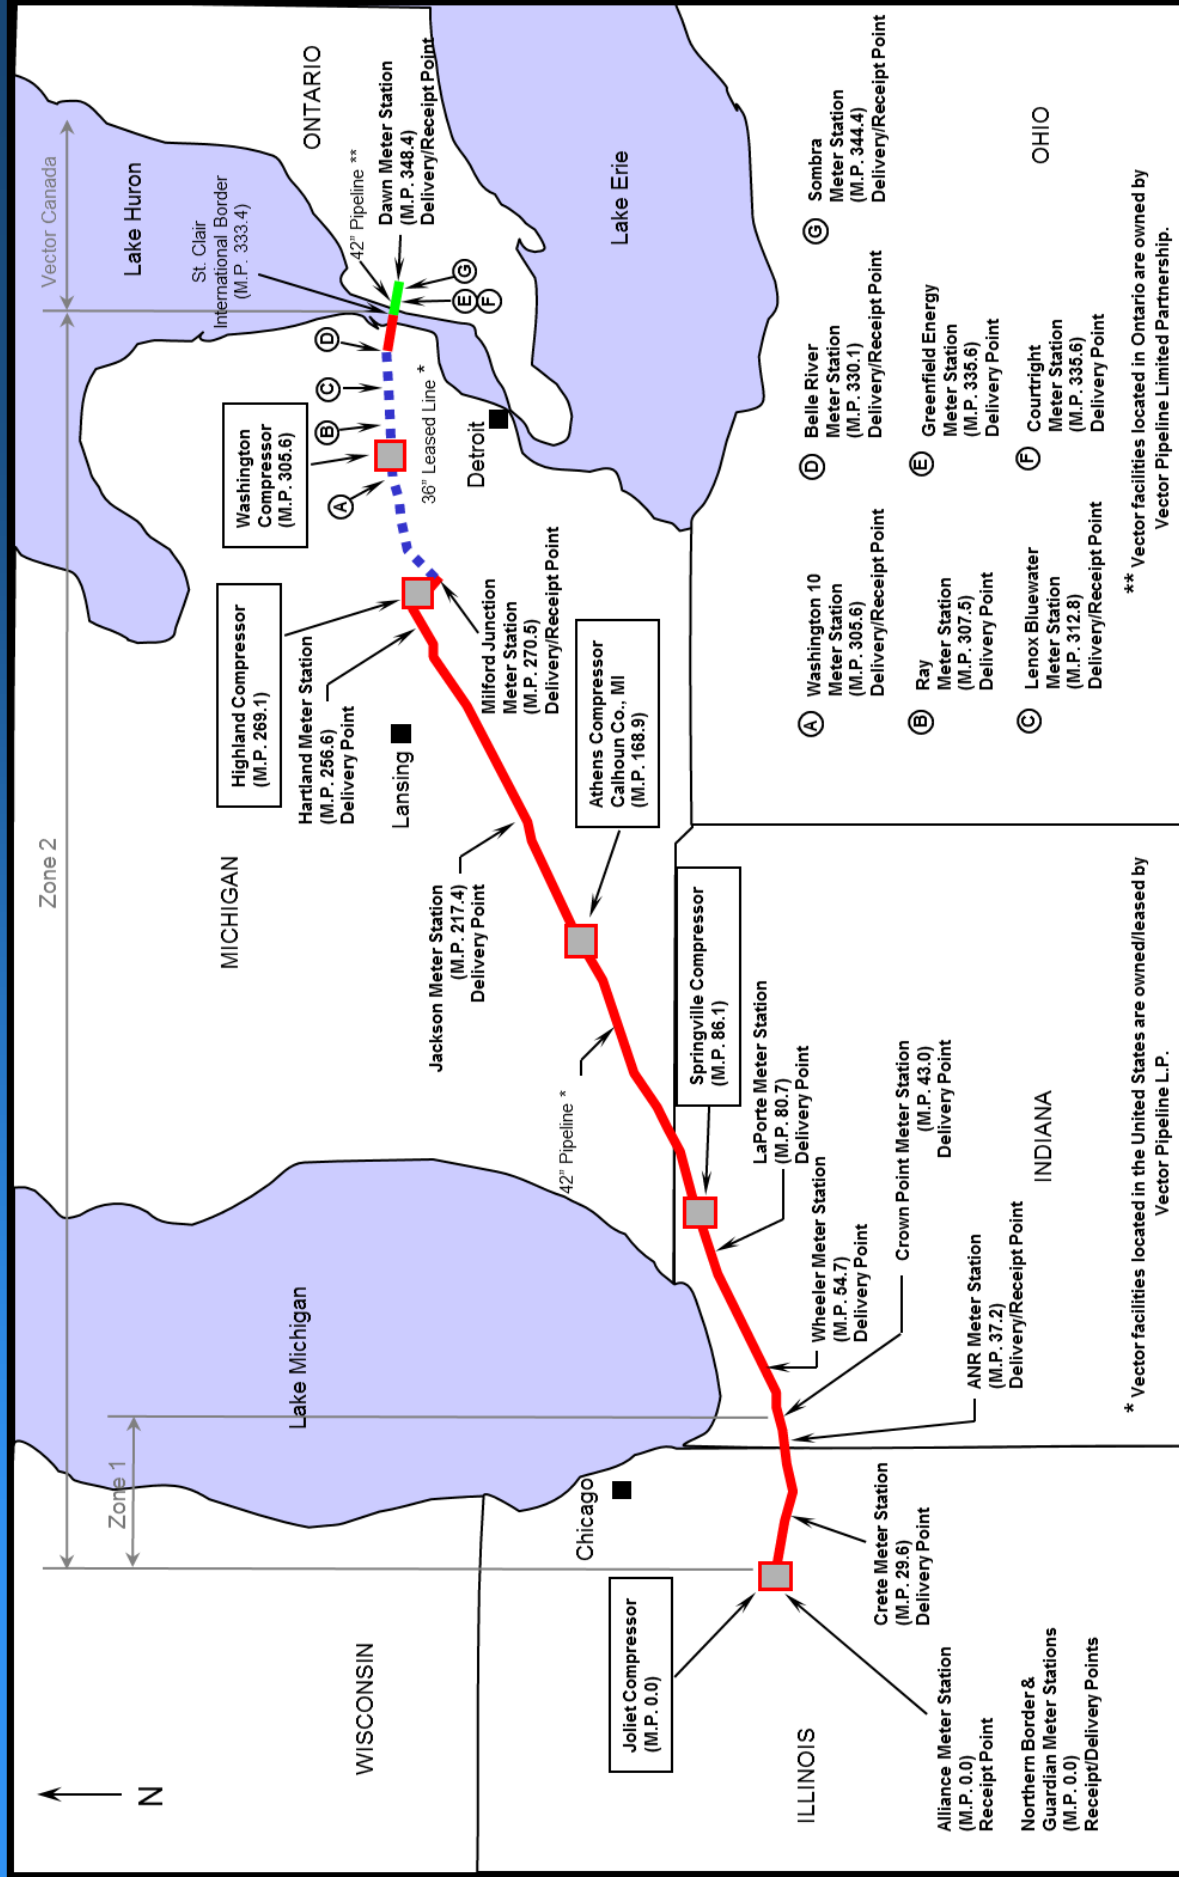 N
Zone 2
Vector Canada
Zone 1
WISCONSIN
MICHIGAN
ONTARIO
ILLINOIS
INDIANA
OHIO
Lake Michigan
Lake Huron
Lake Erie
Chicago
Lansing
Detroit
St. Clair
International Border
(M.P. 333.4)
42" Pipeline **
Dawn Meter Station
(M.P. 348.4)
Delivery/Receipt Point
Washington
Compressor
(M.P. 305.6)
A
B
C
D
E
F
G
36" Leased Line *
Highland Compressor
(M.P. 269.1)
Hartland Meter Station
(M.P. 256.6)
Delivery Point
Milford Junction
Meter Station
(M.P. 270.5)
Delivery/Receipt Point
Athens Compressor
Calhoun Co., MI
(M.P. 168.9)
Jackson Meter Station
(M.P. 217.4)
Delivery Point
42" Pipeline *
Springville Compressor
(M.P. 86.1)
LaPorte Meter Station
(M.P. 80.7)
Delivery Point
Wheeler Meter Station
(M.P. 54.7)
Delivery Point
Crown Point Meter Station
(M.P. 43.0)
Delivery Point
ANR Meter Station
(M.P. 37.2)
Delivery/Receipt Point
Joliet Compressor
(M.P. 0.0)
Crete Meter Station
(M.P. 29.6)
Delivery Point
Alliance Meter Station
(M.P. 0.0)
Receipt Point
Northern Border &
Guardian Meter Stations
(M.P. 0.0)
Receipt/Delivery Points
A Washington 10
Meter Station
(M.P. 305.6)
Delivery/Receipt Point
B Ray
Meter Station
(M.P. 307.5)
Delivery Point
C Lenox Bluewater
Meter Station
(M.P. 312.8)
Delivery/Receipt Point
D Belle River
Meter Station
(M.P. 330.1)
Delivery/Receipt Point
E Greenfield Energy
Meter Station
(M.P. 335.6)
Delivery Point
F Courtright
Meter Station
(M.P. 335.6)
Delivery Point
G Sombra
Meter Station
(M.P. 344.4)
Delivery/Receipt Point
* Vector facilities located in the United States are owned/leased by
Vector Pipeline L.P.
** Vector facilities located in Ontario are owned by
Vector Pipeline Limited Partnership.